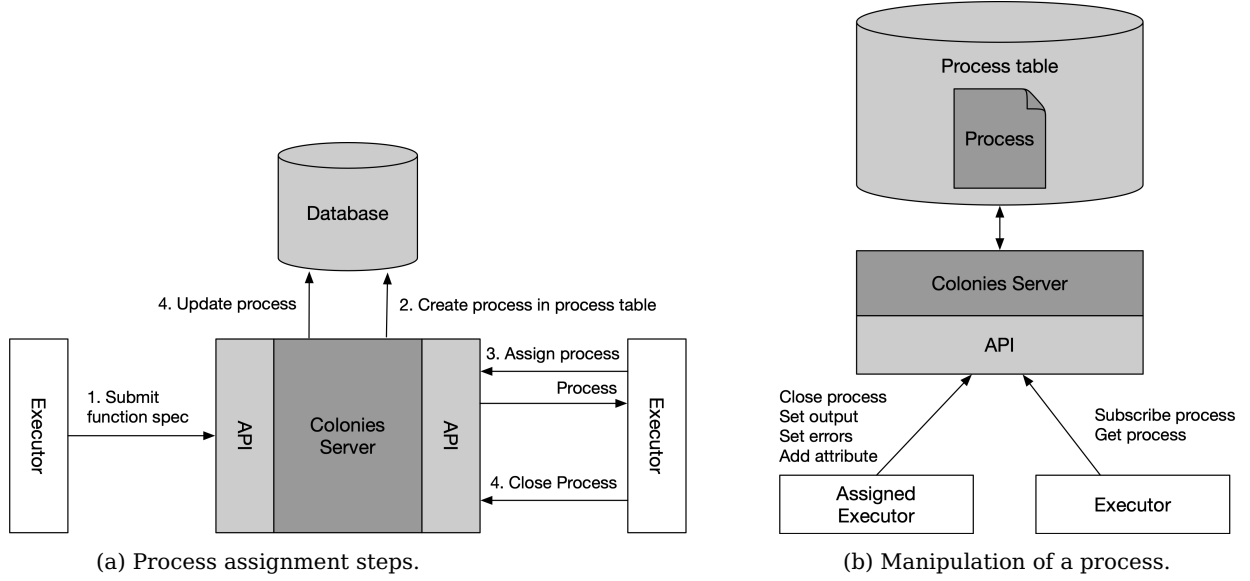 Database
4. Update process
2. Create process in process table
Executor
1. Submit
function spec
API
Colonies
Server
API
3. Assign process
Process
4. Close Process
Executor
(a) Process assignment steps.
Process table
Process
Colonies Server
API
Close process
Set output
Set errors
Add attribute
Subscribe process
Get process
Assigned
Executor
Executor
(b) Manipulation of a process.